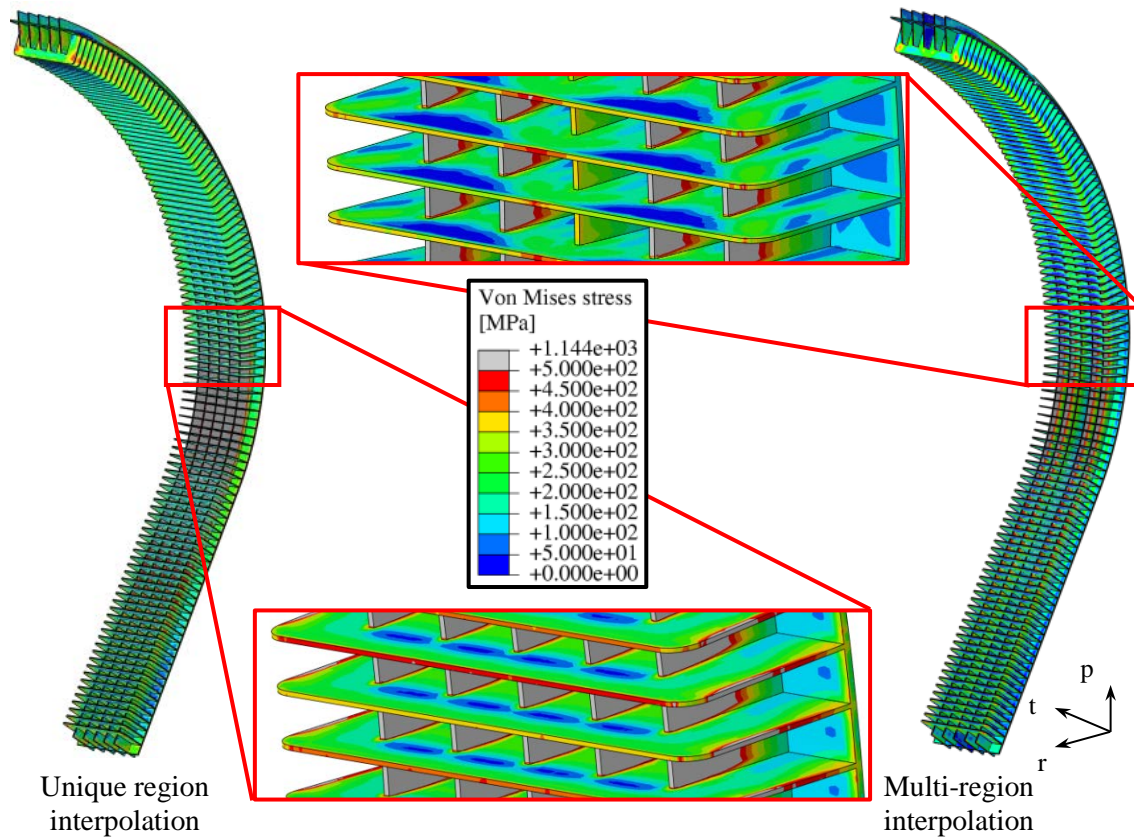 Von Mises stress
[MPa]
+1.144e+03
+5.000e+02
+4.500e+02
+4.000e+02
+3.500e+02
+3.000e+02
+2.500e+02
+2.000e+02
+1.500e+02
+1.000e+02
+5.000e+01
+0.000e+00
p
t
r
Unique region
interpolation
Multi-region
interpolation